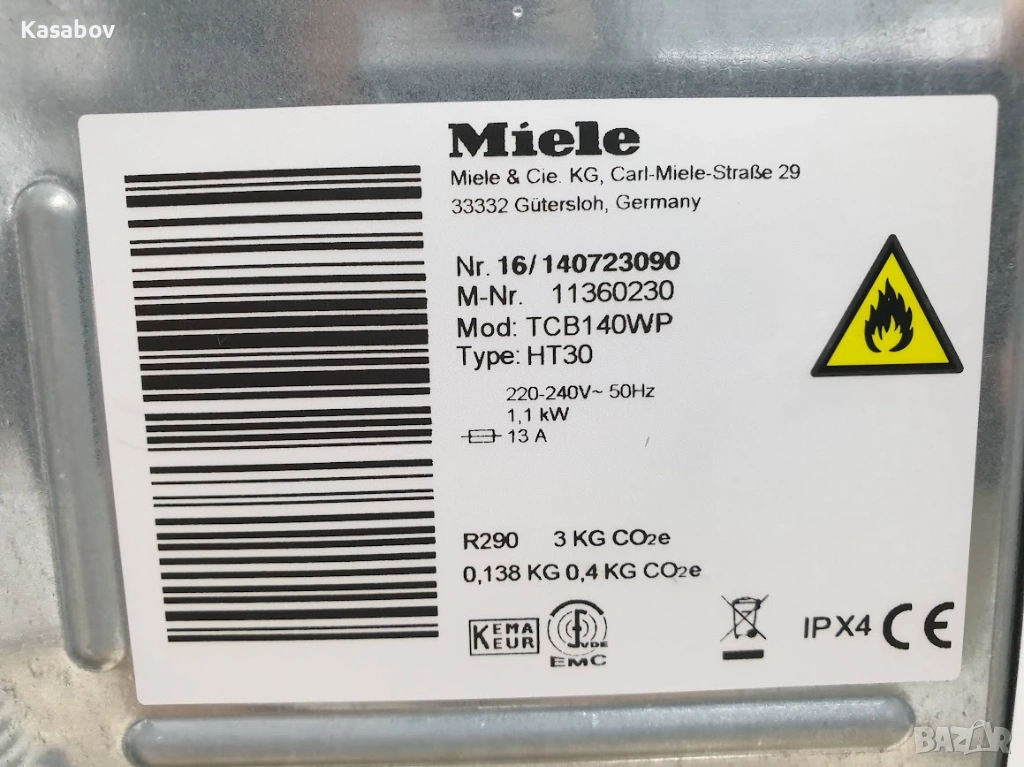 Kasabov
Miele
Miele & Cie. KG, Carl-Miele-Straße 29
33332 Gütersloh, Germany
Nr. 16/140723090
M-Nr. 11360230
Mod: TCB140WP
Type: HT30
220-240V~ 50Hz
1,1 kW
13 A
R290 3 KG CO2e
0,138 KG 0,4 KG CO2e
KEMA KEUR
VDE
EMC
IPX4 CE
BAZAR